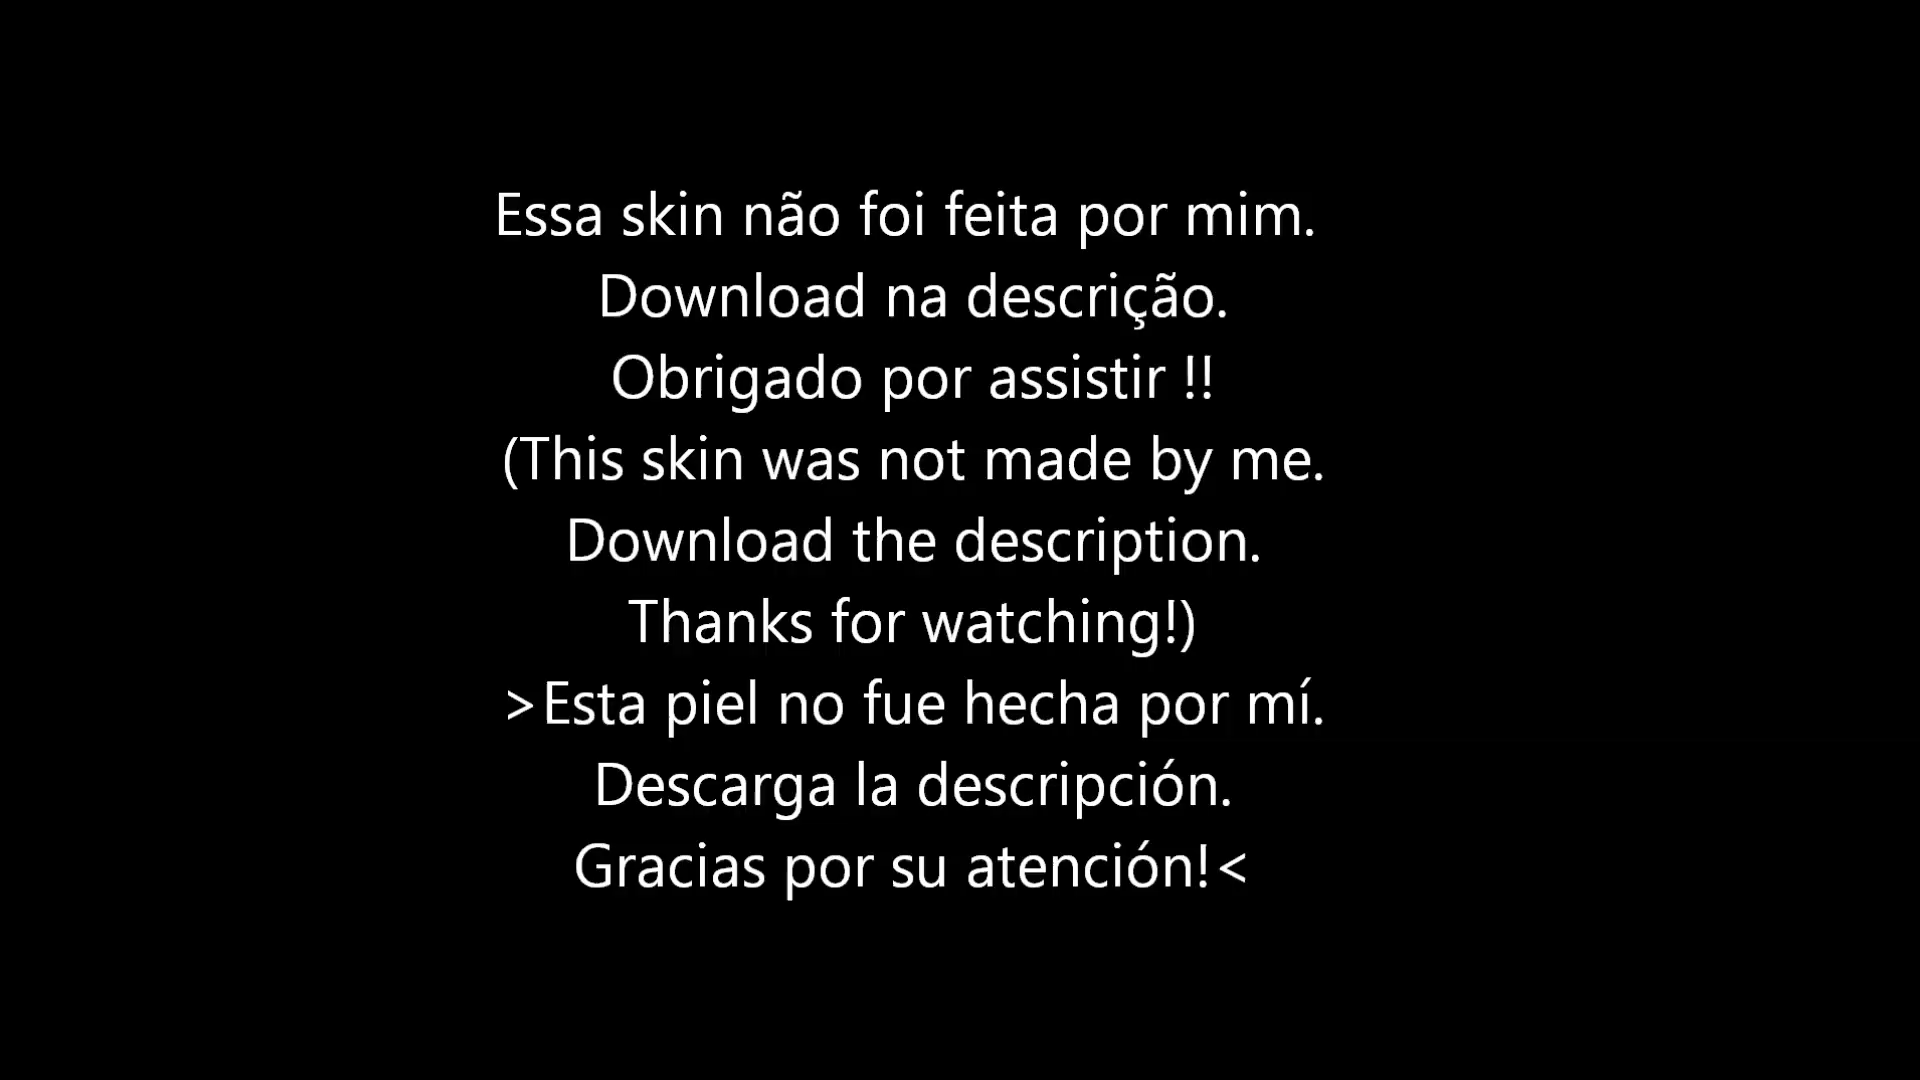 Essa skin não foi feita por mim.
Download na descrição.
Obrigado por assistir !!
(This skin was not made by me.
Download the description.
Thanks for watching!)
>Esta piel no fue hecha por mí.
Descarga la descripción.
Gracias por su atención!<